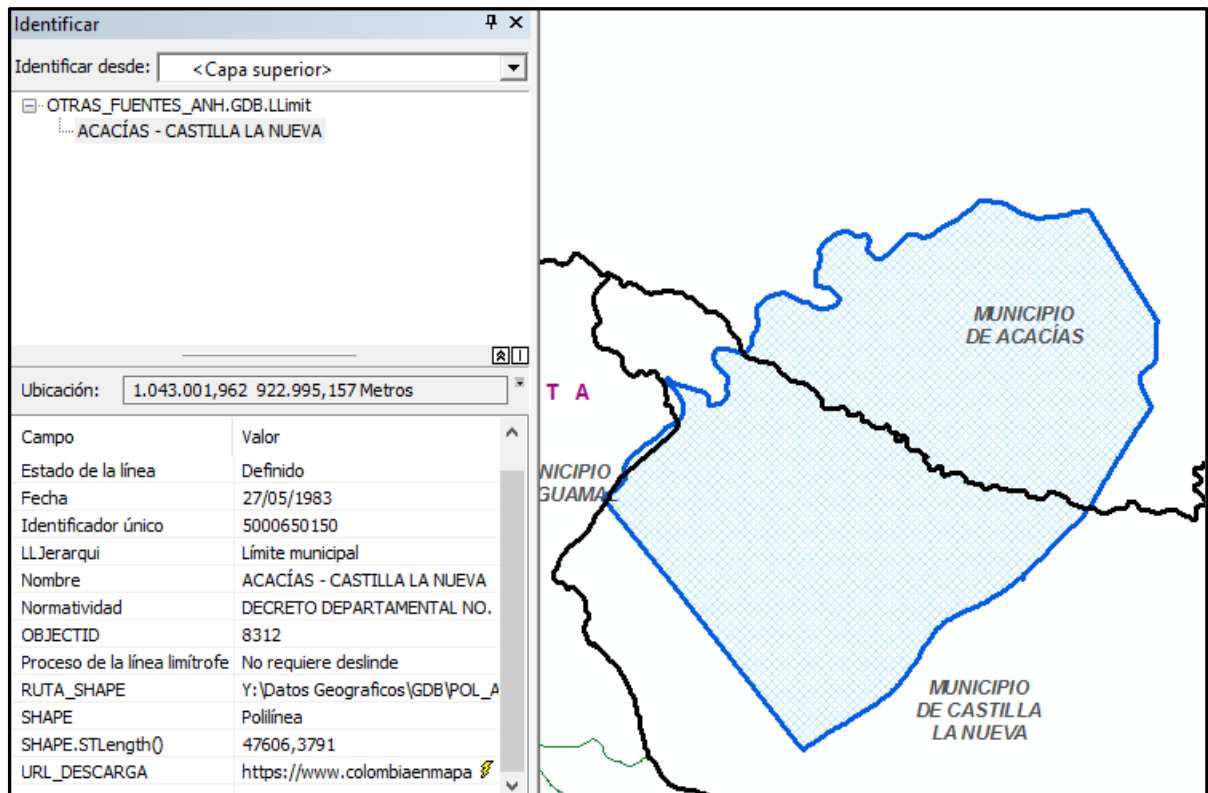 Identificar
Identificar desde: <Capa superior>
OTRAS_FUENTES_ANH.GDB.LLimit
ACACÍAS - CASTILLA LA NUEVA
Ubicación: 1.043.001,962 922.995,157 Metros
Campo Valor
Estado de la línea Definido
Fecha 27/05/1983
Identificador único 5000650150
LLJerarqui Límite municipal
Nombre ACACÍAS - CASTILLA LA NUEVA
Normatividad DECRETO DEPARTAMENTAL NO.
OBJECTID 8312
Proceso de la línea limítrofe No requiere deslinde
RUTA_SHAPE Y:\Datos Geograficos\GDB\POL_A
SHAPE Polilínea
SHAPE.STLength() 47606,3791
URL_DESCARGA https://www.colombiaenmapa
MUNICIPIO
DE ACACÍAS
T A
NICIPIO
GUAMAL
MUNICIPIO
DE CASTILLA
LA NUEVA